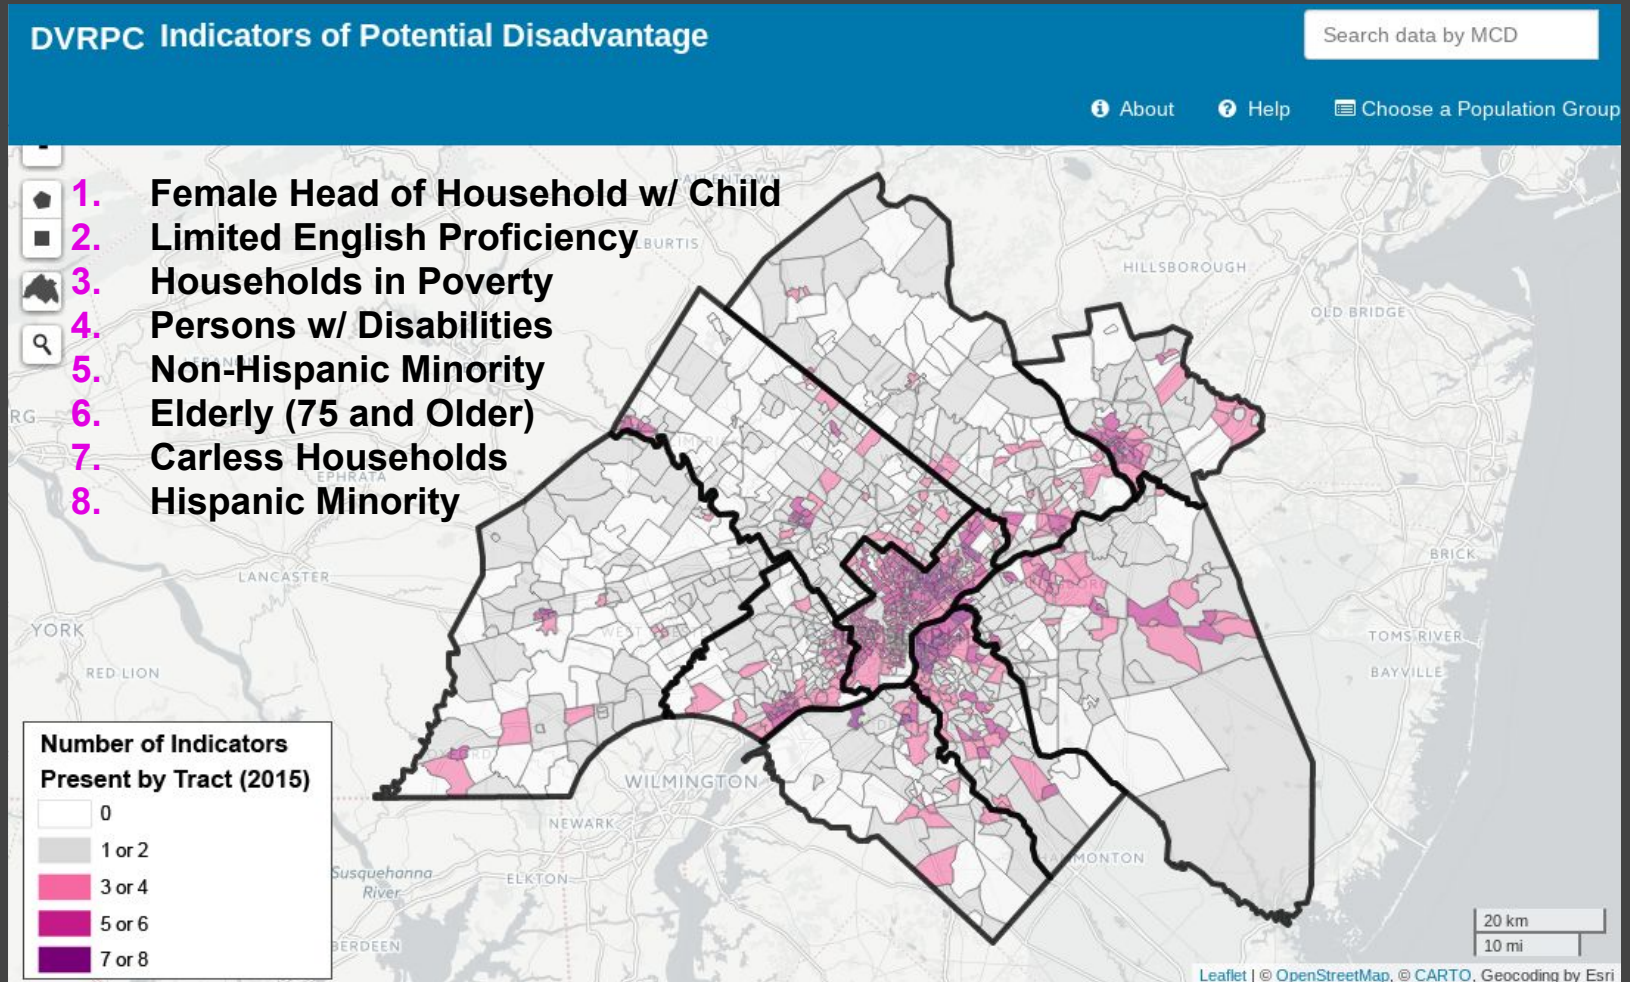 DVRPC Indicators of Potential Disadvantage
Search data by MCD
About
Help
Choose a Population Group
1. Female Head of Household w/ Child
2. Limited English Proficiency
3. Households in Poverty
4. Persons w/ Disabilities
5. Non-Hispanic Minority
6. Elderly (75 and Older)
7. Carless Households
8. Hispanic Minority
HILLSBOROUGH
OLD BRIDGE
EPHRATA
LANCASTER
BRICK
YORK
TOMS RIVER
RED LION
BAYVILLE
WILMINGTON
NEWARK
ELKTON
Susquehanna
River
Number of Indicators
Present by Tract (2015)
0
1 or 2
3 or 4
5 or 6
7 or 8
20 km
10 mi
Leaflet | © OpenStreetMap, © CARTO, Geocoding by Esri